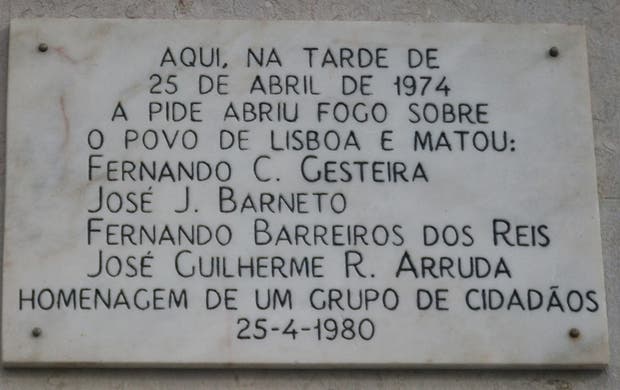 AQUI, NA TARDE DE
25 DE ABRIL DE 1974
A PIDE ABRIU FOGO SOBRE
O POVO DE LISBOA E MATOU:
FERNANDO C. GESTEIRA
JOSÉ J. BARNETO
FERNANDO BARREIROS DOS REIS
JOSÉ GUILHERME R. ARRUDA
HOMENAGEM DE UM GRUPO DE CIDADÃOS
25-4-1980